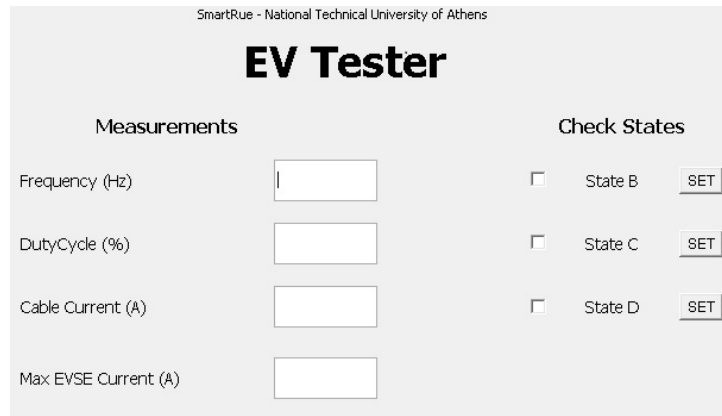 SmartRue - National Technical University of Athens
EV Tester
Measurements Check States
Frequency (Hz) State B SET
DutyCycle (%) State C SET
Cable Current (A) State D SET
Max EVSE Current (A)